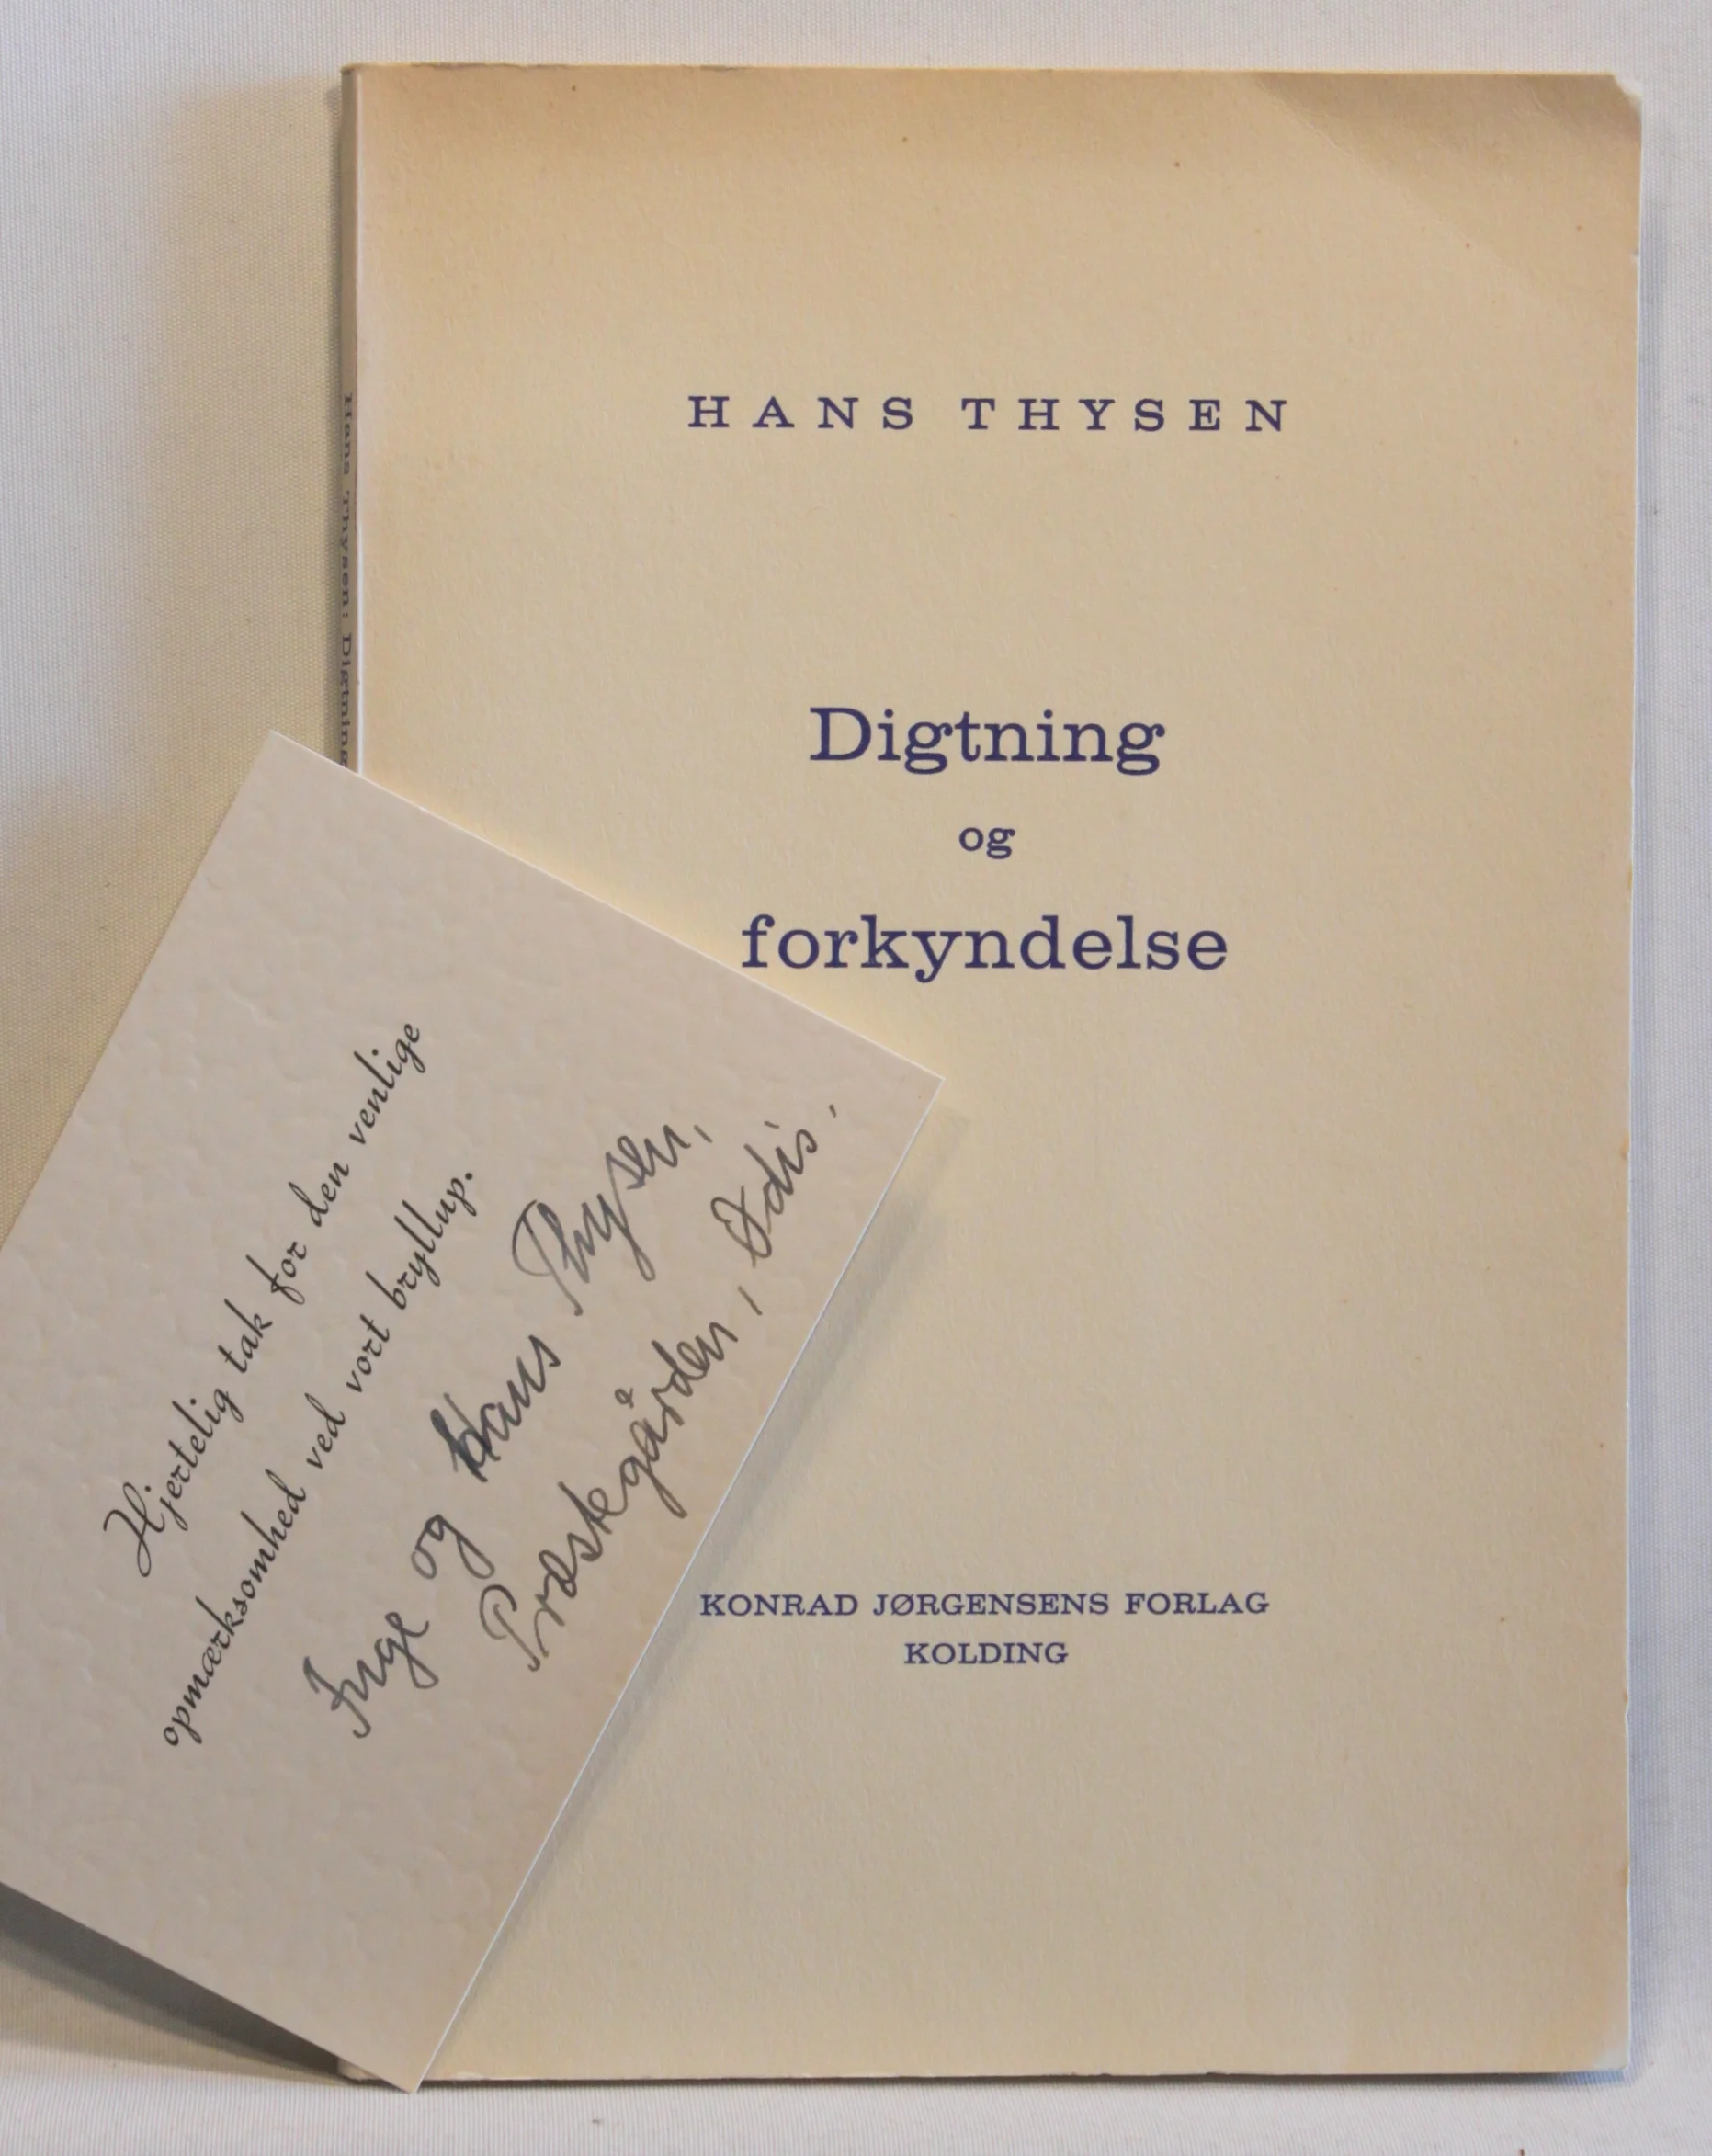 HANS THYSEN
Digtning
og
forkyndelse
KONRAD JØRGENSENS FORLAG
KOLDING
Hans Thysen: Digtning
Hjertelig tak for den venlige
opmærksomhed ved vort bryllup.
Inge og Hans Thysen,
Præstegården, Ødis.